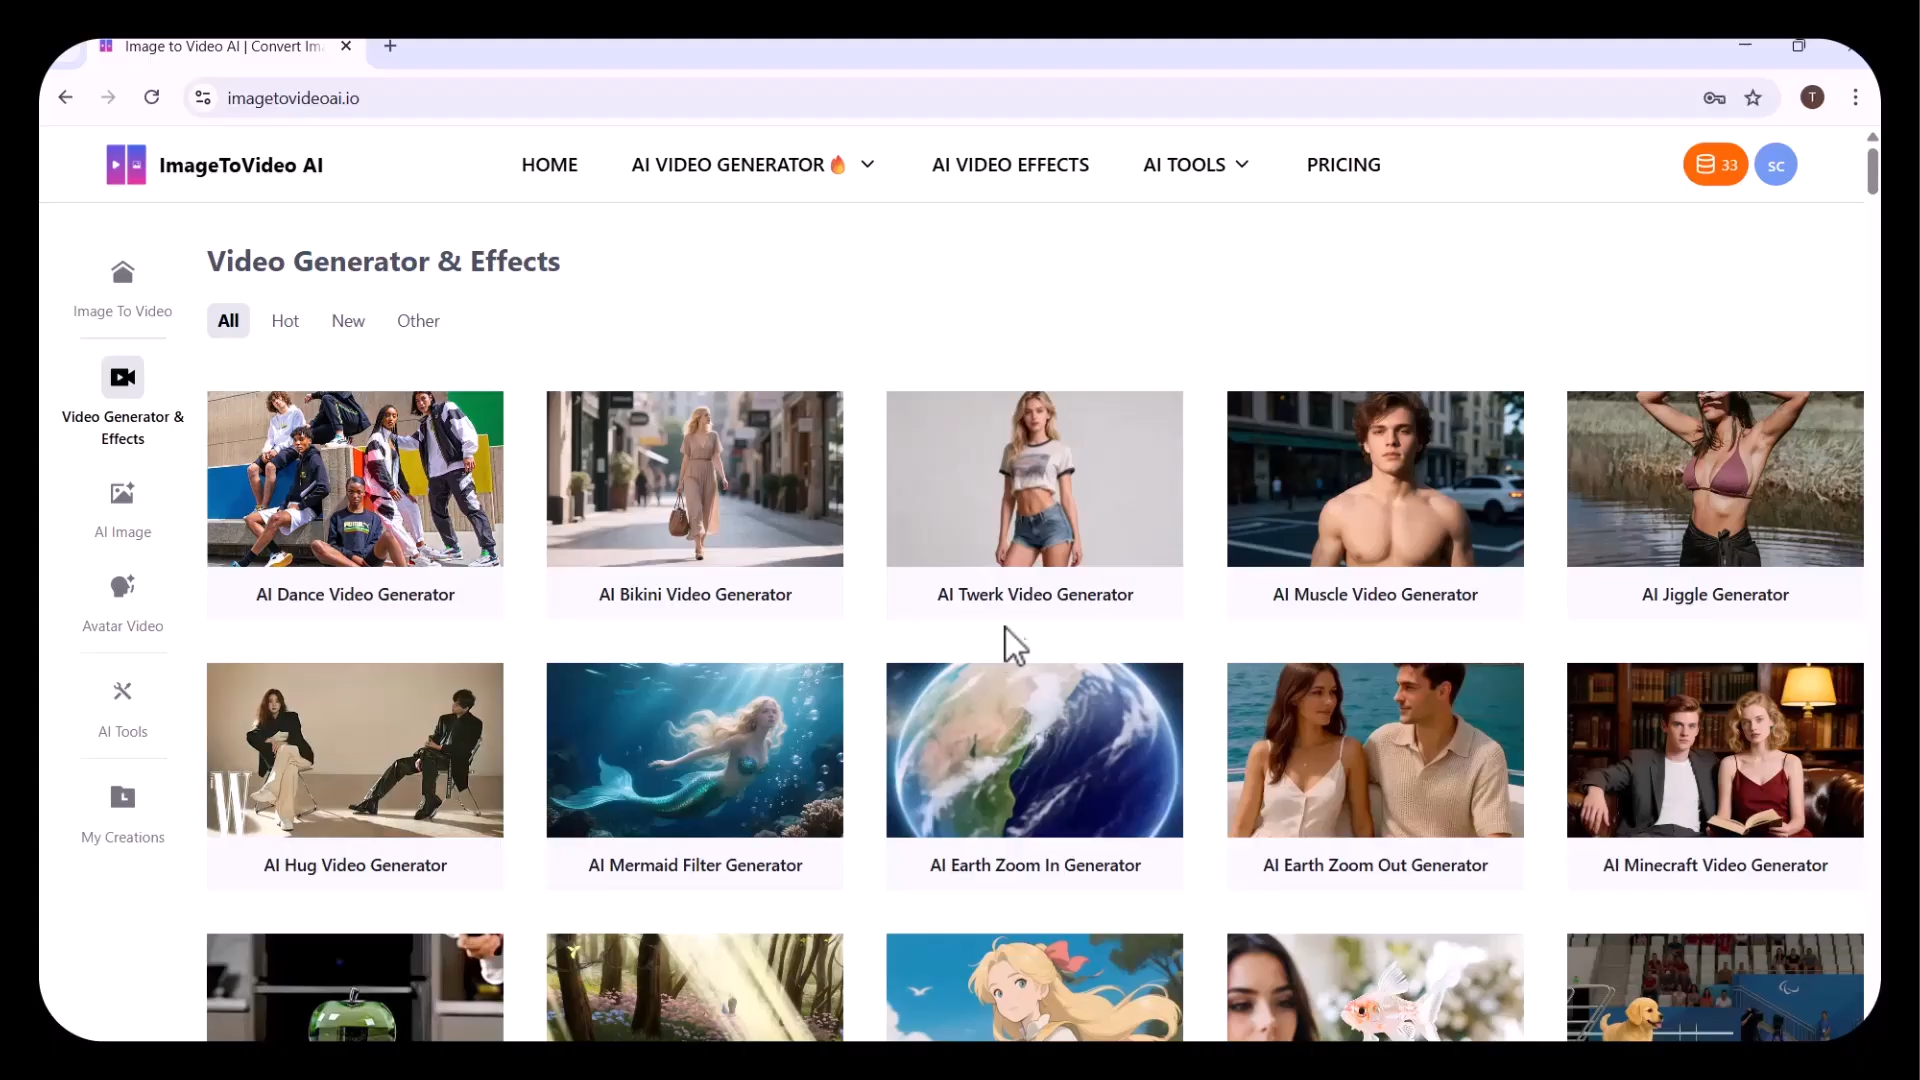 Image to Video AI | Convert Im
imagetovideoai.io
T
ImageToVideo AI
HOME
AI VIDEO GENERATOR🔥
AI VIDEO EFFECTS
AI TOOLS
PRICING
33
SC
Video Generator & Effects
All
Hot
New
Other
Image To Video
Video Generator &
Effects
AI Image
Avatar Video
AI Tools
My Creations
AI Dance Video Generator
AI Bikini Video Generator
AI Twerk Video Generator
AI Muscle Video Generator
AI Jiggle Generator
W
AI Hug Video Generator
AI Mermaid Filter Generator
AI Earth Zoom In Generator
AI Earth Zoom Out Generator
AI Minecraft Video Generator